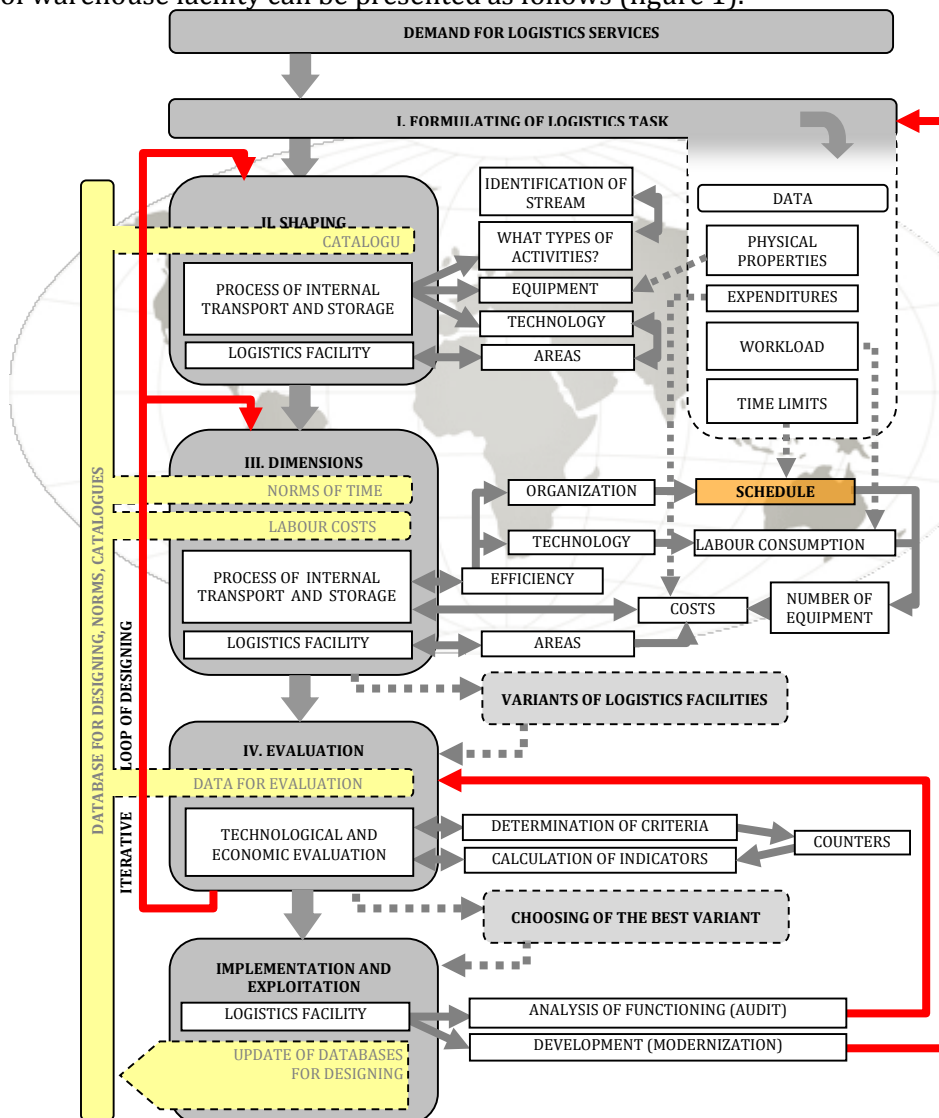 of warehouse facility can be presented as follows (figure 1).
DEMAND FOR LOGISTICS SERVICES
I. FORMULATING OF LOGISTICS TASK
DATA
PHYSICAL
PROPERTIES
EXPENDITURES
WORKLOAD
TIME LIMITS
II. SHAPING
CATALOGU
PROCESS OF INTERNAL
TRANSPORT AND STORAGE
LOGISTICS FACILITY
IDENTIFICATION OF
STREAM
WHAT TYPES OF
ACTIVITIES?
EQUIPMENT
TECHNOLOGY
AREAS
III. DIMENSIONS
NORMS OF TIME
LABOUR COSTS
PROCESS OF INTERNAL
TRANSPORT AND STORAGE
LOGISTICS FACILITY
ORGANIZATION
TECHNOLOGY
EFFICIENCY
AREAS
SCHEDULE
LABOUR CONSUMPTION
COSTS
NUMBER OF
EQUIPMENT
VARIANTS OF LOGISTICS FACILITIES
IV. EVALUATION
DATA FOR EVALUATION
TECHNOLOGICAL AND
ECONOMIC EVALUATION
DETERMINATION OF CRITERIA
CALCULATION OF INDICATORS
COUNTERS
CHOOSING OF THE BEST VARIANT
IMPLEMENTATION AND
EXPLOITATION
LOGISTICS FACILITY
ANALYSIS OF FUNCTIONING (AUDIT)
DEVELOPMENT (MODERNIZATION)
UPDATE OF DATABASES
FOR DESIGNING
DATABASE FOR DESIGNING, NORMS, CATALOGUES
ITERATIVE LOOP OF DESIGNING